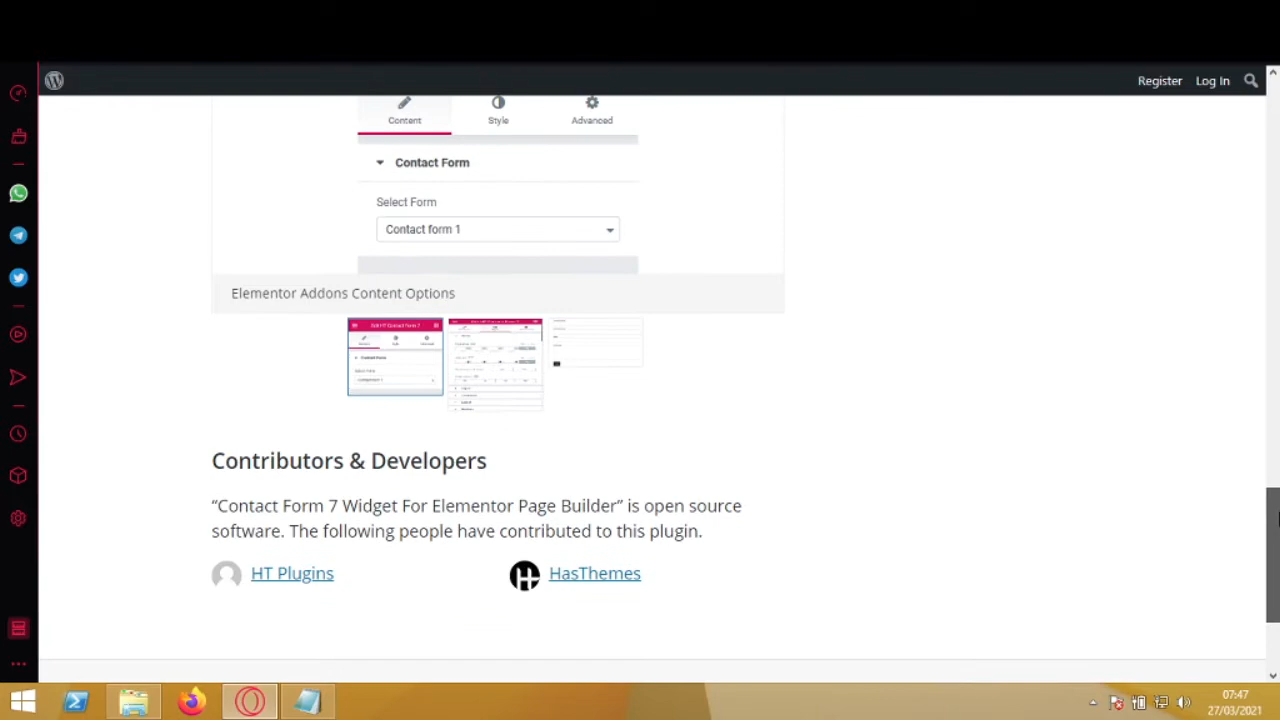 Register Log In
Content Style Advanced
Contact Form
Select Form
Contact form 1
Elementor Addons Content Options
Contributors & Developers
“Contact Form 7 Widget For Elementor Page Builder” is open source
software. The following people have contributed to this plugin.
HT Plugins HasThemes
07:47
27/03/2021